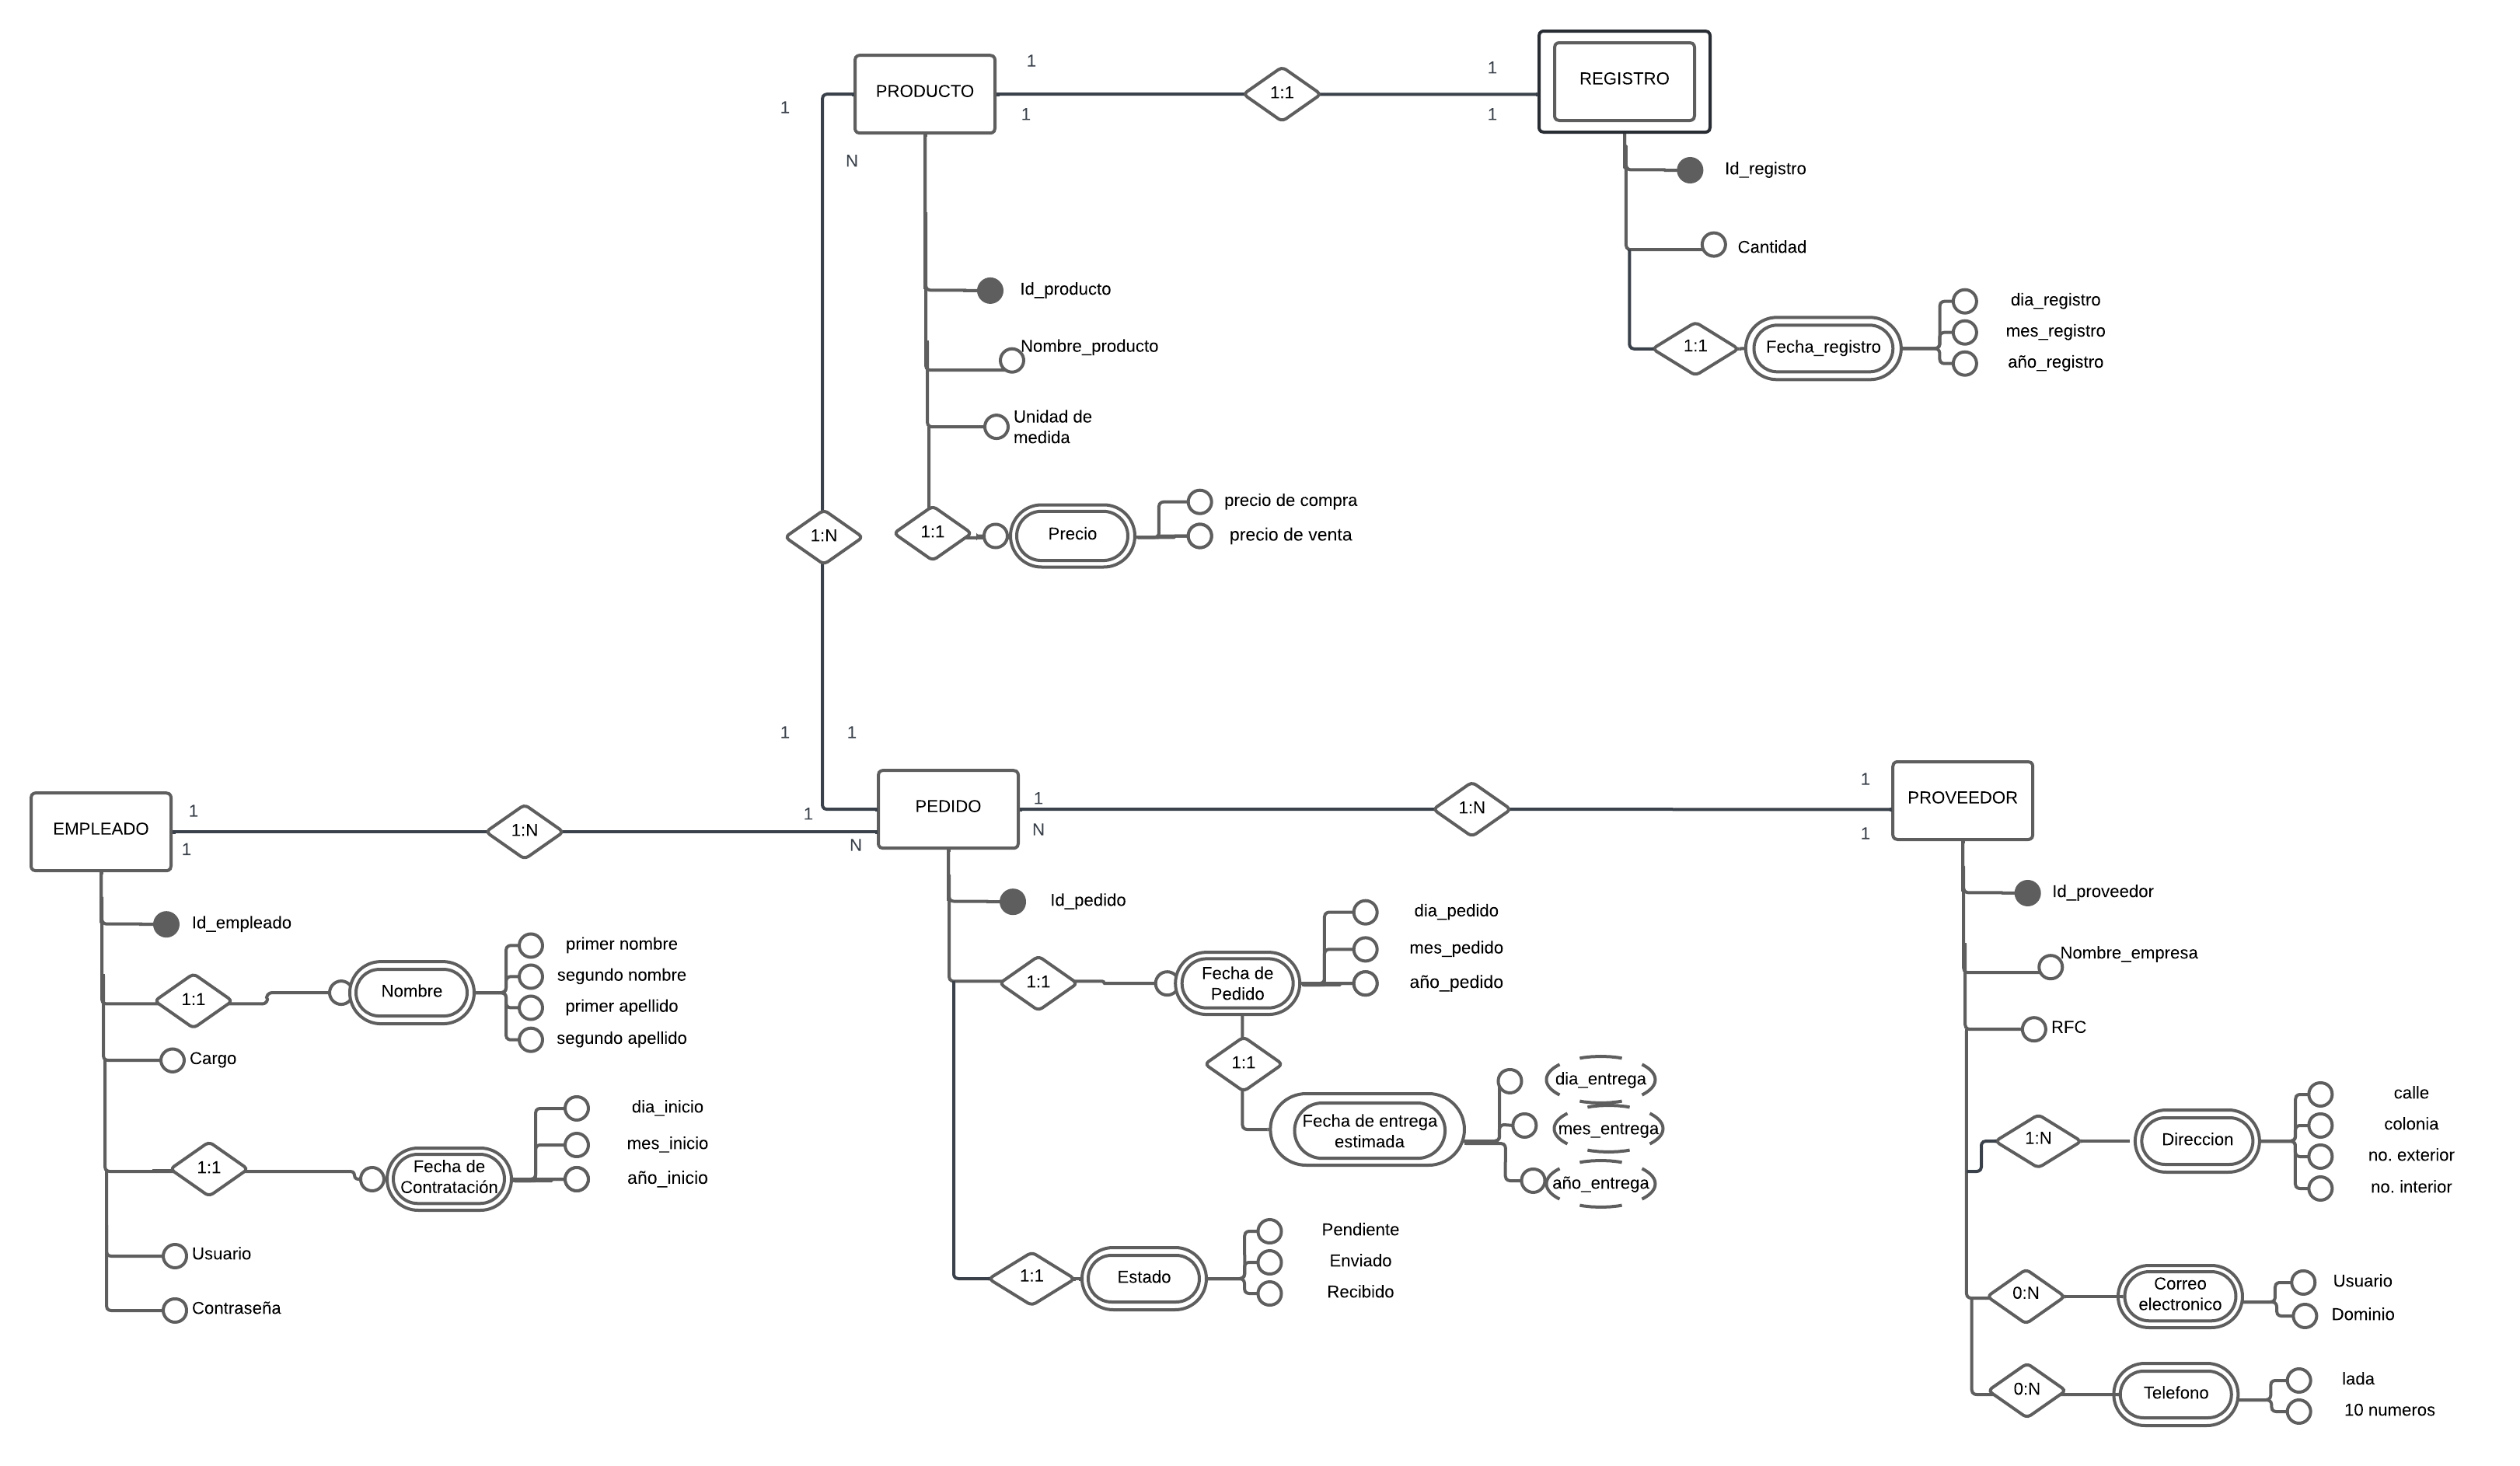 PRODUCTO
1
1
1:1
1
1
REGISTRO
1
N
Id_registro
Cantidad
1:1
Fecha_registro
dia_registro
mes_registro
año_registro
Id_producto
Nombre_producto
Unidad de
medida
1:1
Precio
precio de compra
precio de venta
1:N
1
1
EMPLEADO
1
1
1:N
1
N
PEDIDO
1
N
1:N
1
1
PROVEEDOR
Id_empleado
1:1
Nombre
primer nombre
segundo nombre
primer apellido
segundo apellido
Cargo
1:1
Fecha de
Contratación
dia_inicio
mes_inicio
año_inicio
Usuario
Contraseña
Id_pedido
1:1
Fecha de
Pedido
dia_pedido
mes_pedido
año_pedido
1:1
Fecha de entrega
estimada
dia_entrega
mes_entrega
año_entrega
1:1
Estado
Pendiente
Enviado
Recibido
Id_proveedor
Nombre_empresa
RFC
1:N
Direccion
calle
colonia
no. exterior
no. interior
0:N
Correo
electronico
Usuario
Dominio
0:N
Telefono
lada
10 numeros